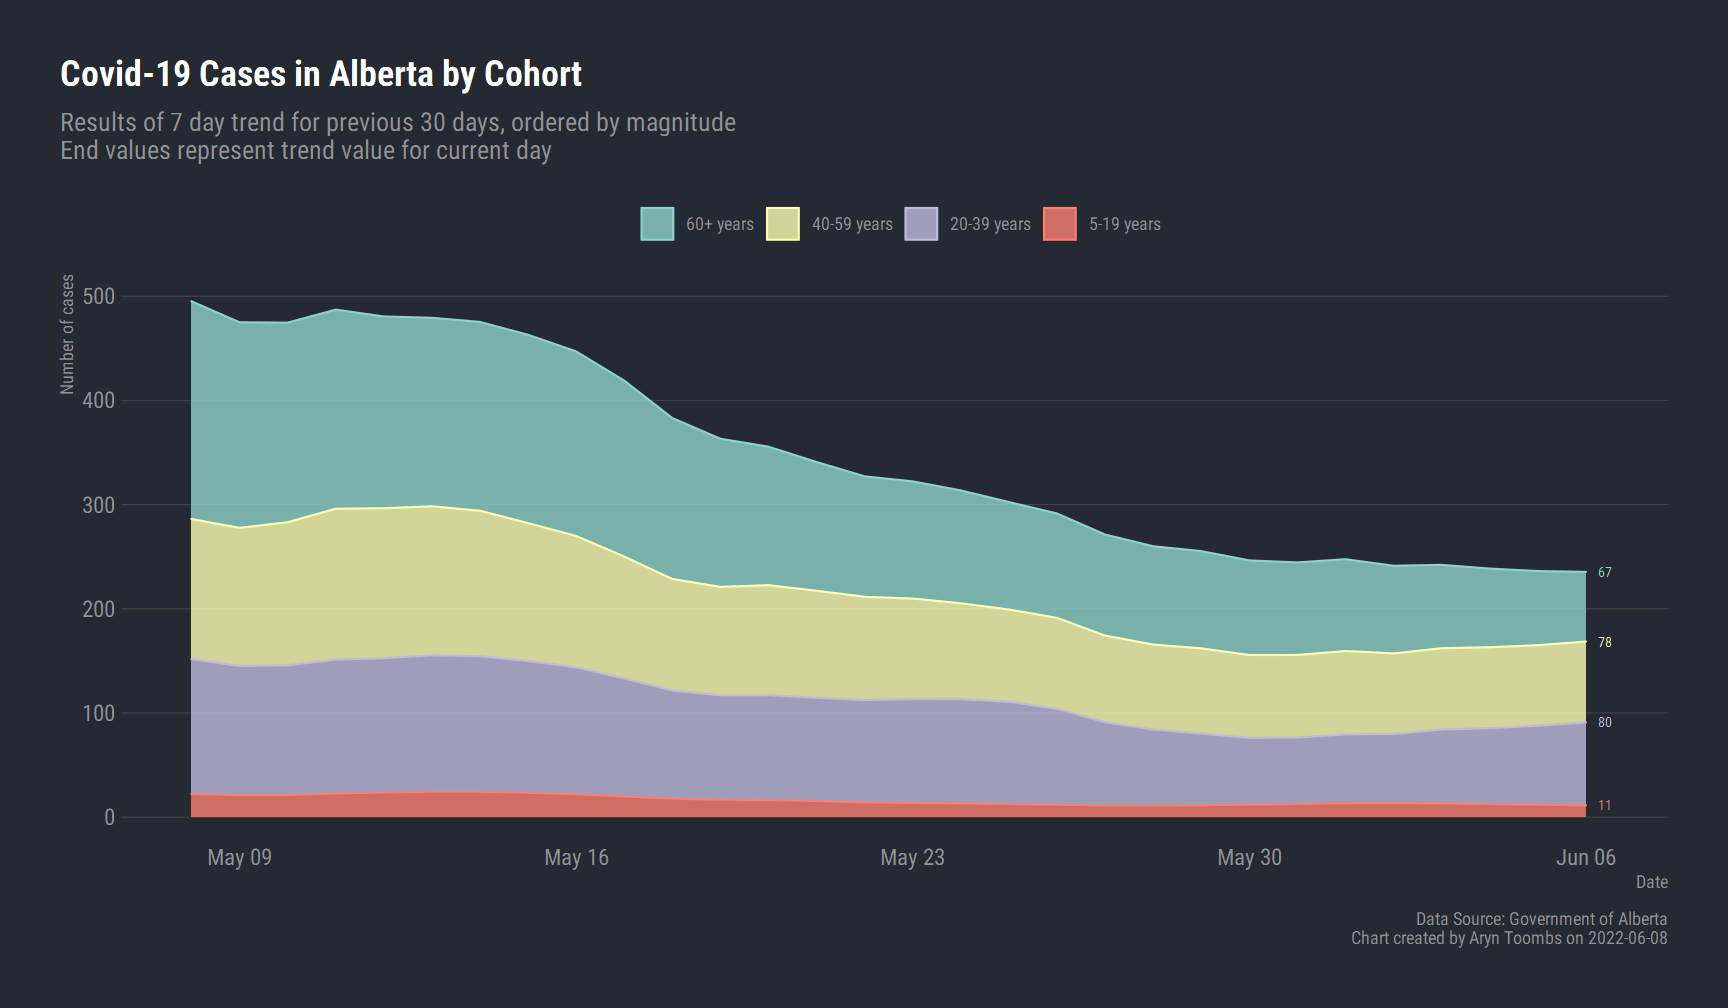 Covid-19 Cases in Alberta by Cohort
Results of 7 day trend for previous 30 days, ordered by magnitude
End values represent trend value for current day
60+ years
40-59 years
20-39 years
5-19 years
Number of cases
500
400
300
200
100
0
67
78
80
11
May 09
May 16
May 23
May 30
Jun 06
Date
Data Source: Government of Alberta
Chart created by Aryn Toombs on 2022-06-08